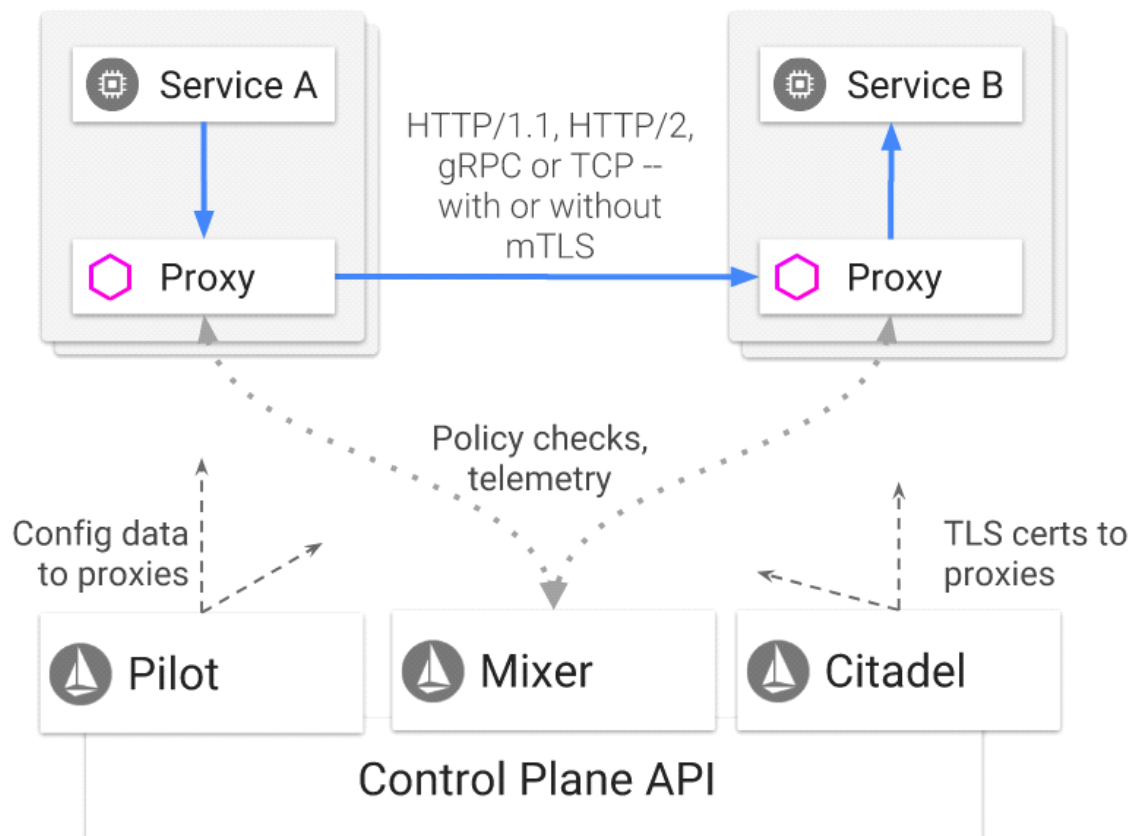 Service A
Service B
HTTP/1.1, HTTP/2,
gRPC or TCP --
with or without
mTLS
Proxy
Proxy
Policy checks,
telemetry
Config data
to proxies
TLS certs to
proxies
Pilot
Mixer
Citadel
Control Plane API